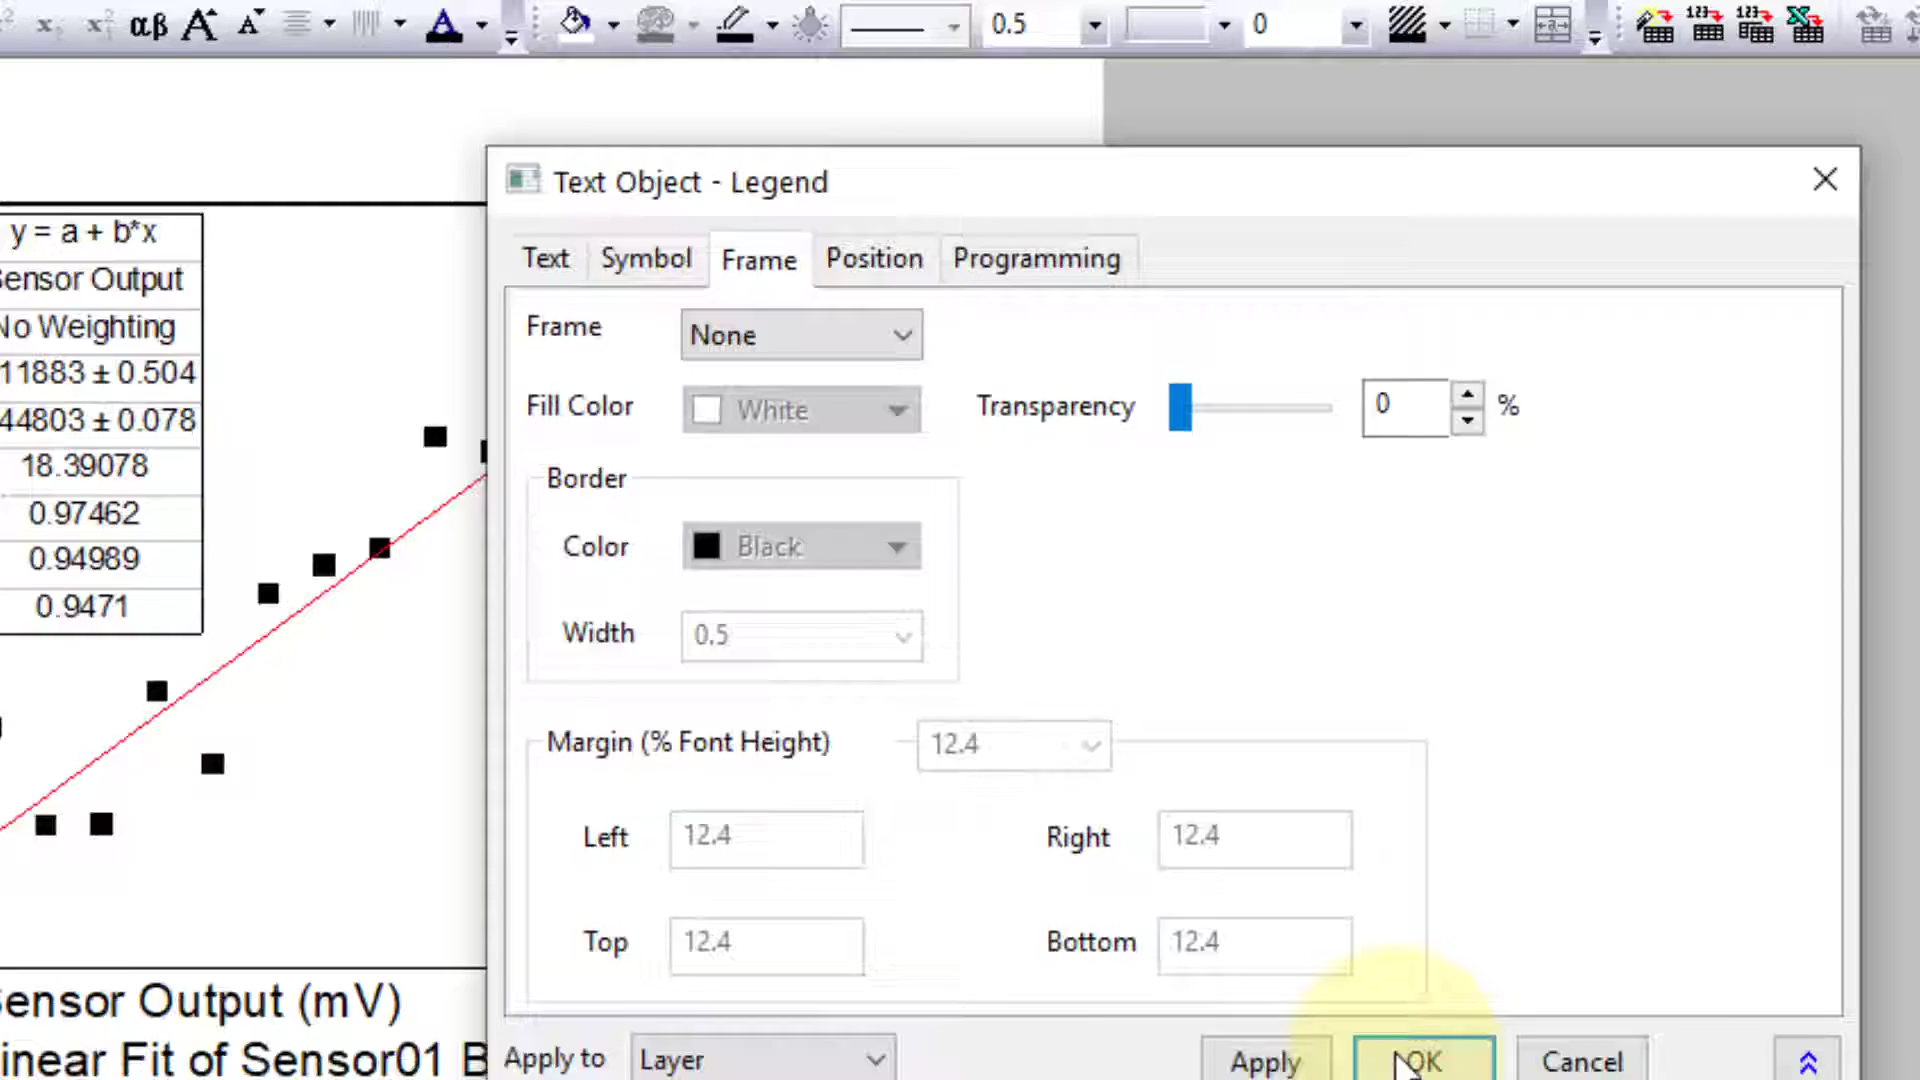 αβ A A A 0.5 0
Text Object - Legend
Text Symbol Frame Position Programming
y = a + b*x
Sensor Output
No Weighting
11883 ± 0.504
44803 ± 0.078
18.39078
0.97462
0.94989
0.9471
Frame None
Fill Color White Transparency 0 %
Border
Color Black
Width 0.5
Margin (% Font Height) 12.4
Left 12.4 Right 12.4
Top 12.4 Bottom 12.4
Sensor Output (mV)
inear Fit of Sensor01 B
Apply to Layer Apply OK Cancel